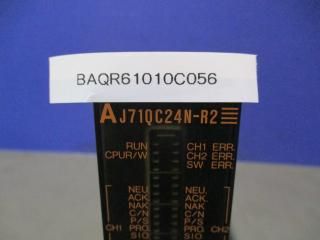 BAQR61010C056
AJ71QC24N-R2
RUN CH1 ERR.
CPUR/W CH2 ERR.
SW ERR.
NEU. NEU.
ACK. ACK.
NAK NAK
C/N C/N
P/S P/S
CH1 PRO. PRO. CH2
SIO SIO